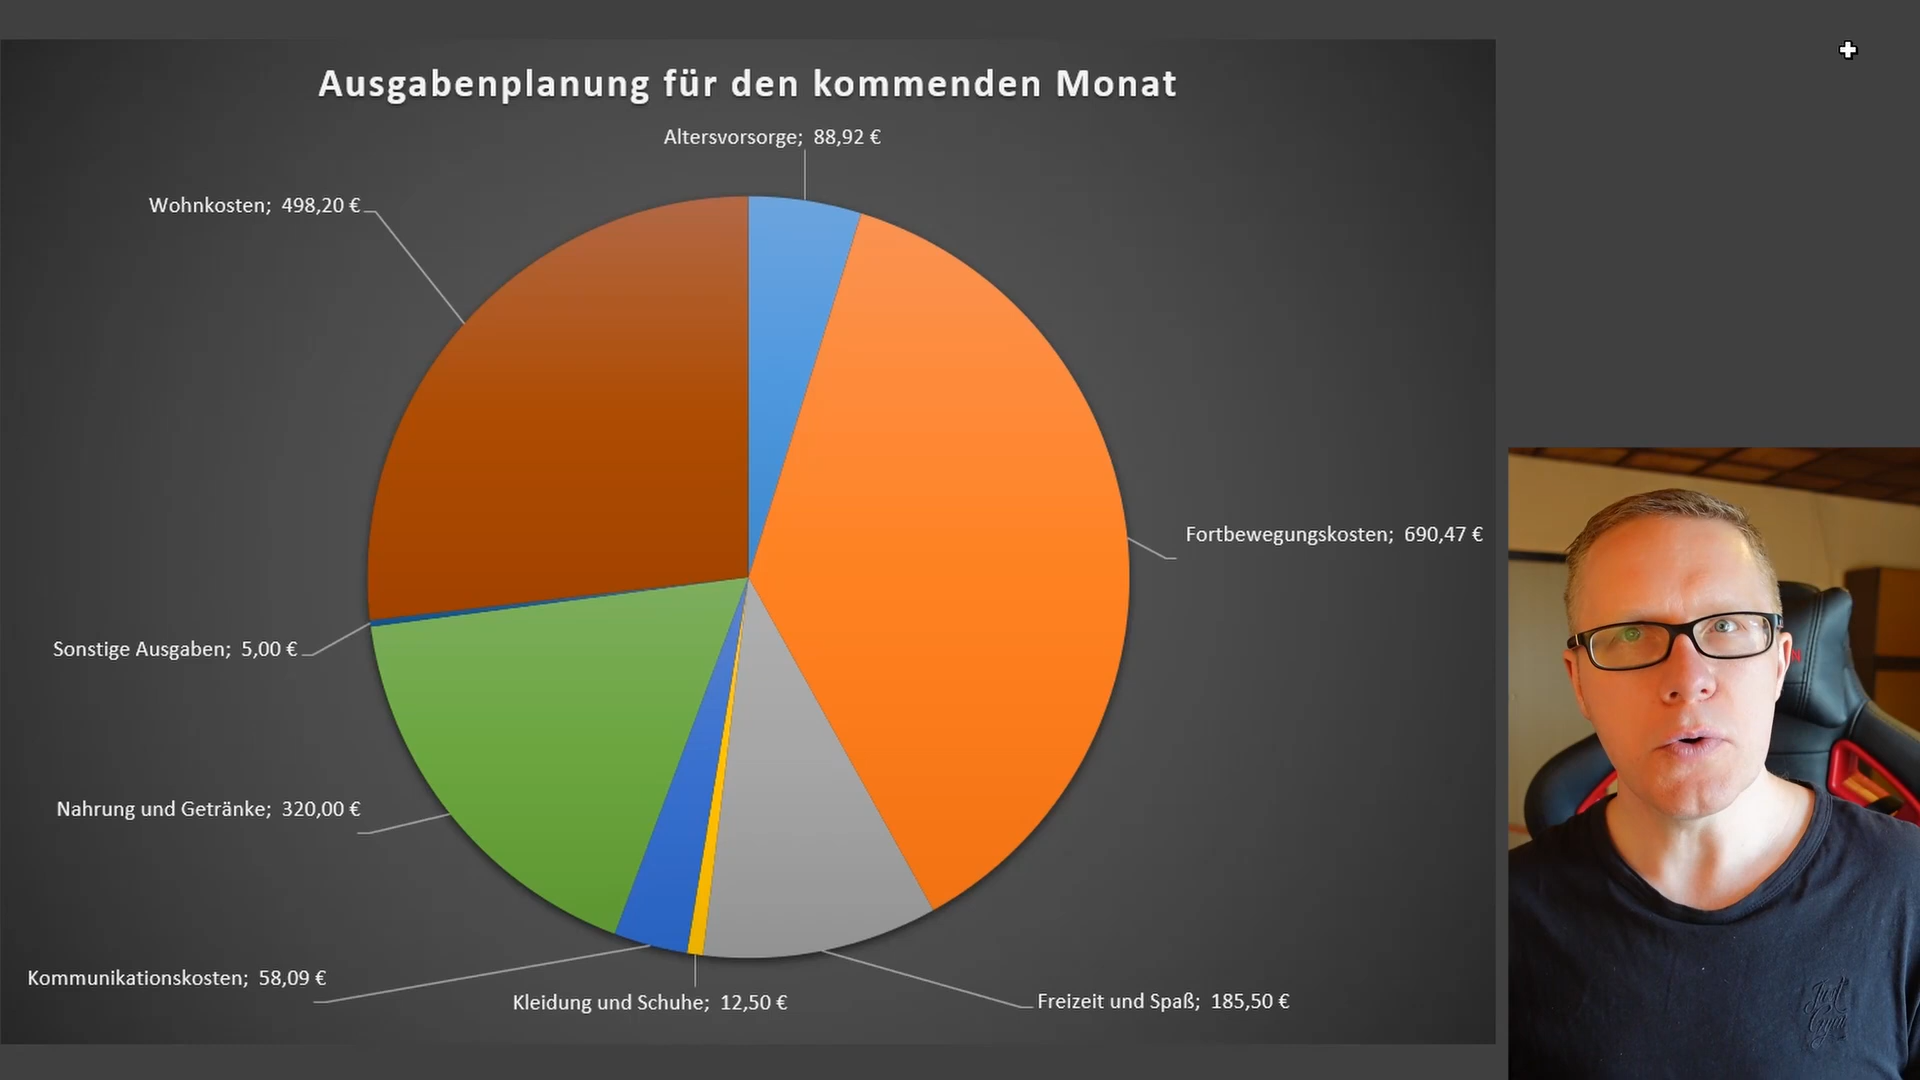 Ausgabenplanung für den kommenden Monat
Altersvorsorge; 88,92 €
Wohnkosten; 498,20 €
Fortbewegungskosten; 690,47 €
Sonstige Ausgaben; 5,00 €
Nahrung und Getränke; 320,00 €
Kommunikationskosten; 58,09 €
Kleidung und Schuhe; 12,50 €
Freizeit und Spaß; 185,50 €